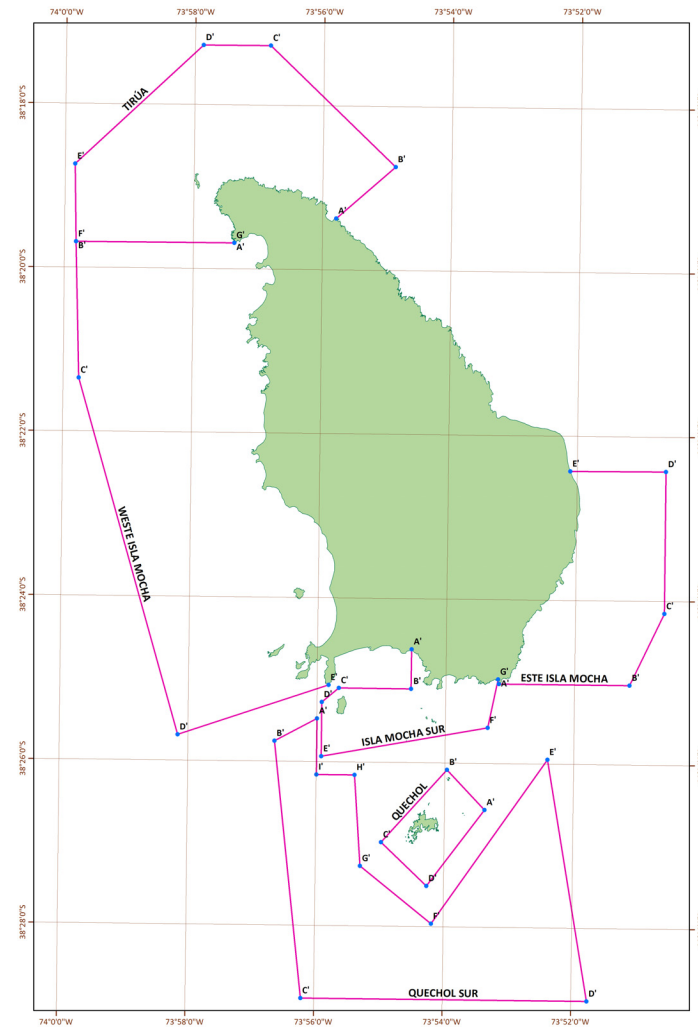 74°0'0"W 73°58'0"W 73°56'0"W 73°54'0"W 73°52'0"W
D' C'
TIRÚA
38°18'0"S
E' B'
A'
F' G'
B' A'
38°20'0"S
C'
38°22'0"S
E' D'
WESTE ISLA MOCHA
38°24'0"S
C'
A'
E' C' B' G' A' ESTE ISLA MOCHA B'
D'
A'
D' B' ISLA MOCHA SUR F'
E'
38°26'0"S
I' H' B' E'
QUECHOL
A'
C'
G' D'
F'
38°28'0"S
C' QUECHOL SUR D'
74°0'0"W 73°58'0"W 73°56'0"W 73°54'0"W 73°52'0"W